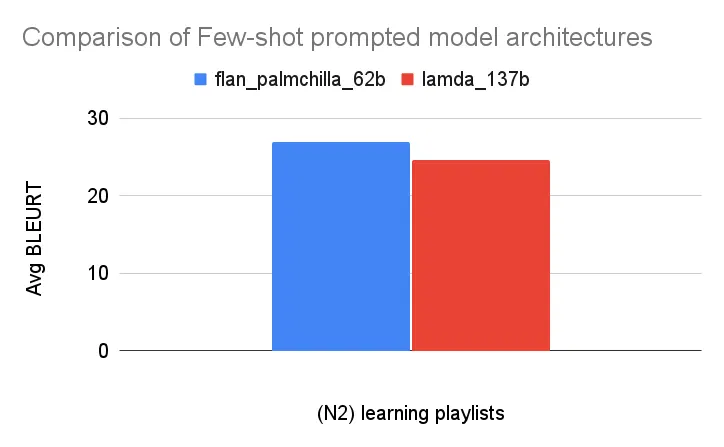 Comparison of Few-shot prompted model architectures
flan_palmchilla_62b lamda_137b
30
20
10
0
Avg BLEURT
(N2) learning playlists